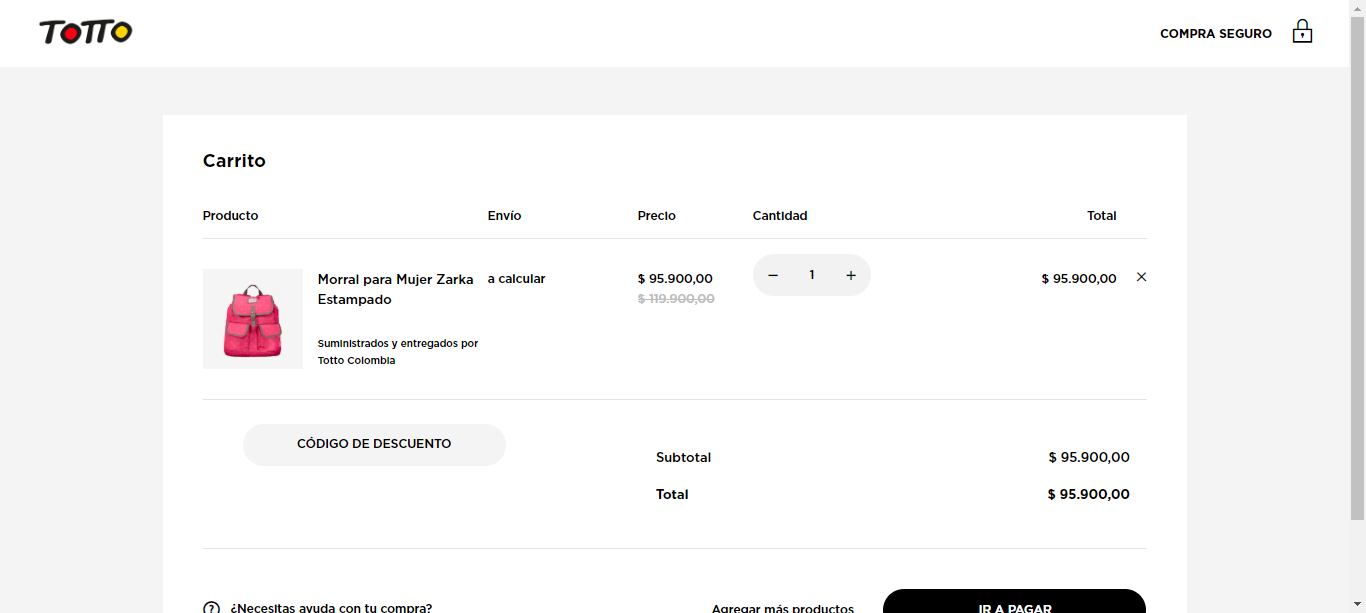 TOTTO
COMPRA SEGURO
Carrito
Producto Envío Precio Cantidad Total
Morral para Mujer Zarka a calcular $ 95.900,00 − 1 + $ 95.900,00 ×
Estampado $ 119.900,00
Suministrados y entregados por
Totto Colombia
CÓDIGO DE DESCUENTO
Subtotal $ 95.900,00
Total $ 95.900,00
? ¿Necesitas ayuda con tu compra? Agregar más productos IR A PAGAR